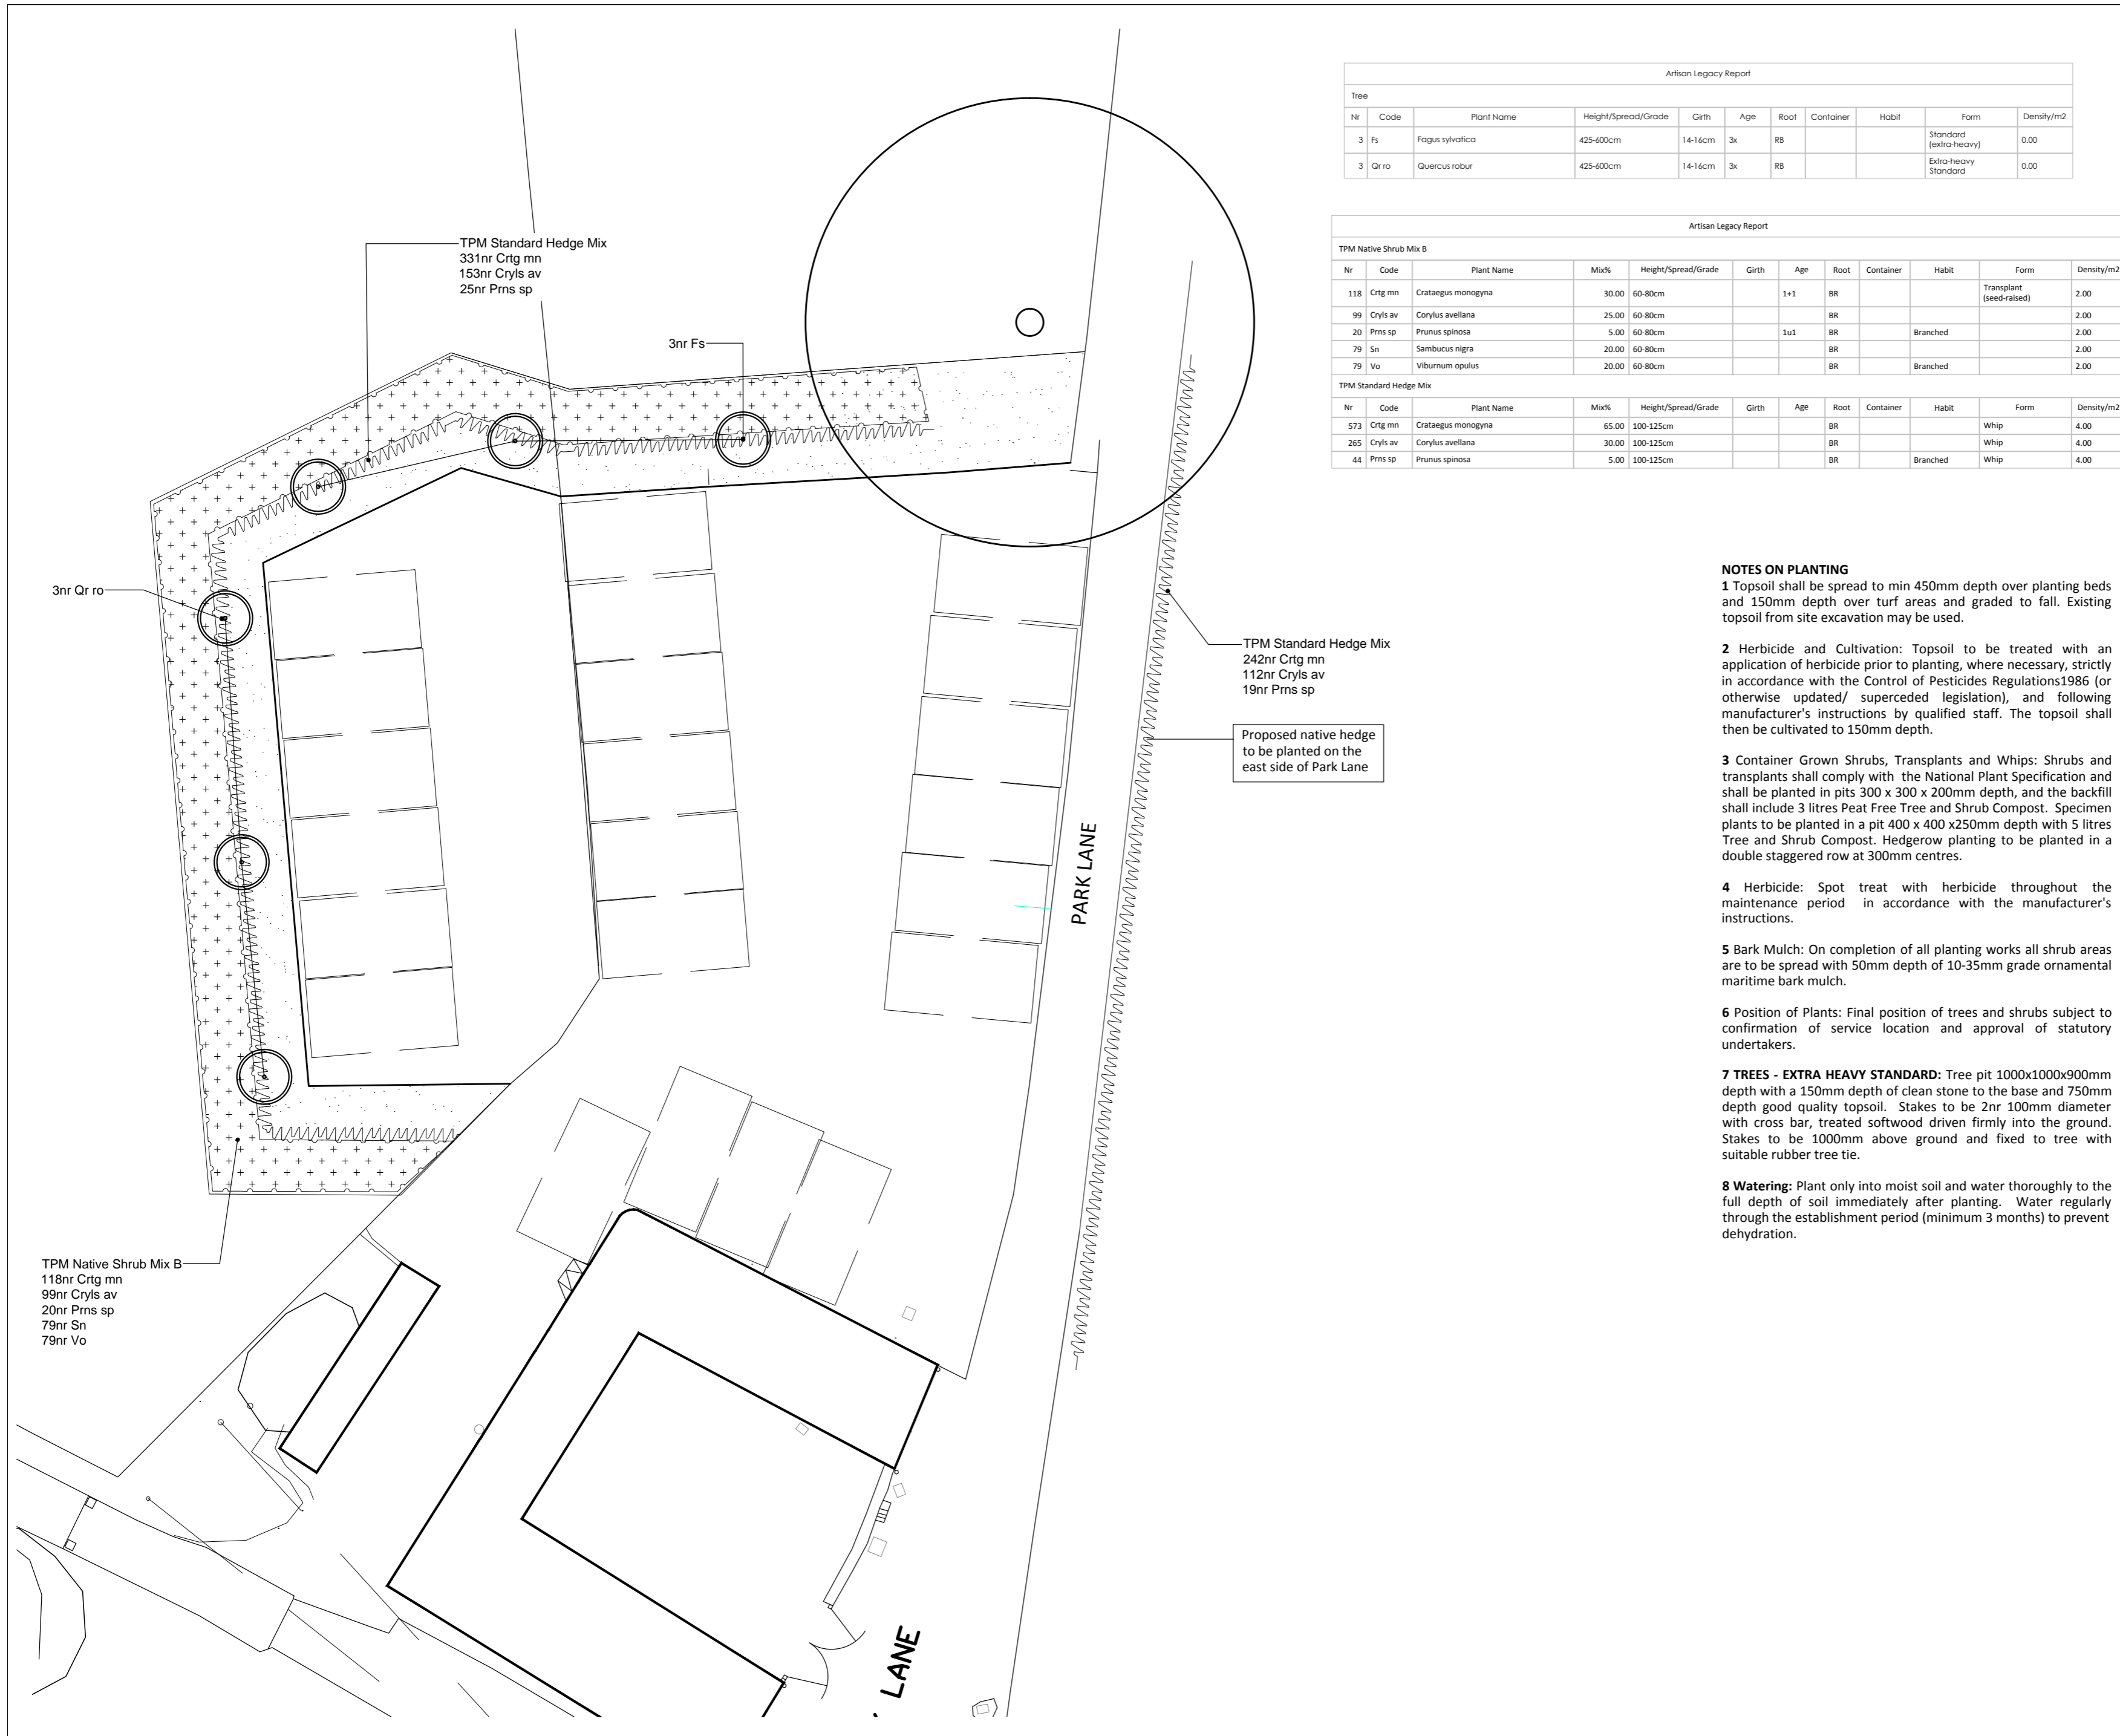 TPM Standard Hedge Mix
331nr Crtg mn
153nr Cryls av
25nr Prns sp
3nr Fs
3nr Qr ro
TPM Standard Hedge Mix
242nr Crtg mn
112nr Cryls av
19nr Prns sp
Proposed native hedge
to be planted on the
east side of Park Lane
PARK LANE
TPM Native Shrub Mix B
118nr Crtg mn
99nr Cryls av
20nr Prns sp
79nr Sn
79nr Vo
LANE
Artisan Legacy Report
Tree
Nr Code Plant Name Height/Spread/Grade Girth Age Root Container Habit Form Density/m2
3 Fs Fagus sylvatica 425-600cm 14-16cm 3x RB Standard (extra-heavy) 0.00
3 Qr ro Quercus robur 425-600cm 14-16cm 3x RB Extra-heavy Standard 0.00
Artisan Legacy Report
TPM Native Shrub Mix B
Nr Code Plant Name Mix% Height/Spread/Grade Girth Age Root Container Habit Form Density/m2
118 Crtg mn Crataegus monogyna 30.00 60-80cm 1+1 BR Transplant (seed-raised) 2.00
99 Cryls av Corylus avellana 25.00 60-80cm BR 2.00
20 Prns sp Prunus spinosa 5.00 60-80cm 1u1 BR Branched 2.00
79 Sn Sambucus nigra 20.00 60-80cm BR 2.00
79 Vo Viburnum opulus 20.00 60-80cm BR Branched 2.00
TPM Standard Hedge Mix
Nr Code Plant Name Mix% Height/Spread/Grade Girth Age Root Container Habit Form Density/m2
573 Crtg mn Crataegus monogyna 65.00 100-125cm BR Whip 4.00
265 Cryls av Corylus avellana 30.00 100-125cm BR Whip 4.00
44 Prns sp Prunus spinosa 5.00 100-125cm BR Branched Whip 4.00
NOTES ON PLANTING
1 Topsoil shall be spread to min 450mm depth over planting beds
and 150mm depth over turf areas and graded to fall. Existing
topsoil from site excavation may be used.
2 Herbicide and Cultivation: Topsoil to be treated with an
application of herbicide prior to planting, where necessary, strictly
in accordance with the Control of Pesticides Regulations1986 (or
otherwise updated/ superceded legislation), and following
manufacturer's instructions by qualified staff. The topsoil shall
then be cultivated to 150mm depth.
3 Container Grown Shrubs, Transplants and Whips: Shrubs and
transplants shall comply with the National Plant Specification and
shall be planted in pits 300 x 300 x 200mm depth, and the backfill
shall include 3 litres Peat Free Tree and Shrub Compost. Specimen
plants to be planted in a pit 400 x 400 x250mm depth with 5 litres
Tree and Shrub Compost. Hedgerow planting to be planted in a
double staggered row at 300mm centres.
4 Herbicide: Spot treat with herbicide throughout the
maintenance period in accordance with the manufacturer's
instructions.
5 Bark Mulch: On completion of all planting works all shrub areas
are to be spread with 50mm depth of 10-35mm grade ornamental
maritime bark mulch.
6 Position of Plants: Final position of trees and shrubs subject to
confirmation of service location and approval of statutory
undertakers.
7 TREES - EXTRA HEAVY STANDARD: Tree pit 1000x1000x900mm
depth with a 150mm depth of clean stone to the base and 750mm
depth good quality topsoil. Stakes to be 2nr 100mm diameter
with cross bar, treated softwood driven firmly into the ground.
Stakes to be 1000mm above ground and fixed to tree with
suitable rubber tree tie.
8 Watering: Plant only into moist soil and water thoroughly to the
full depth of soil immediately after planting. Water regularly
through the establishment period (minimum 3 months) to prevent
dehydration.